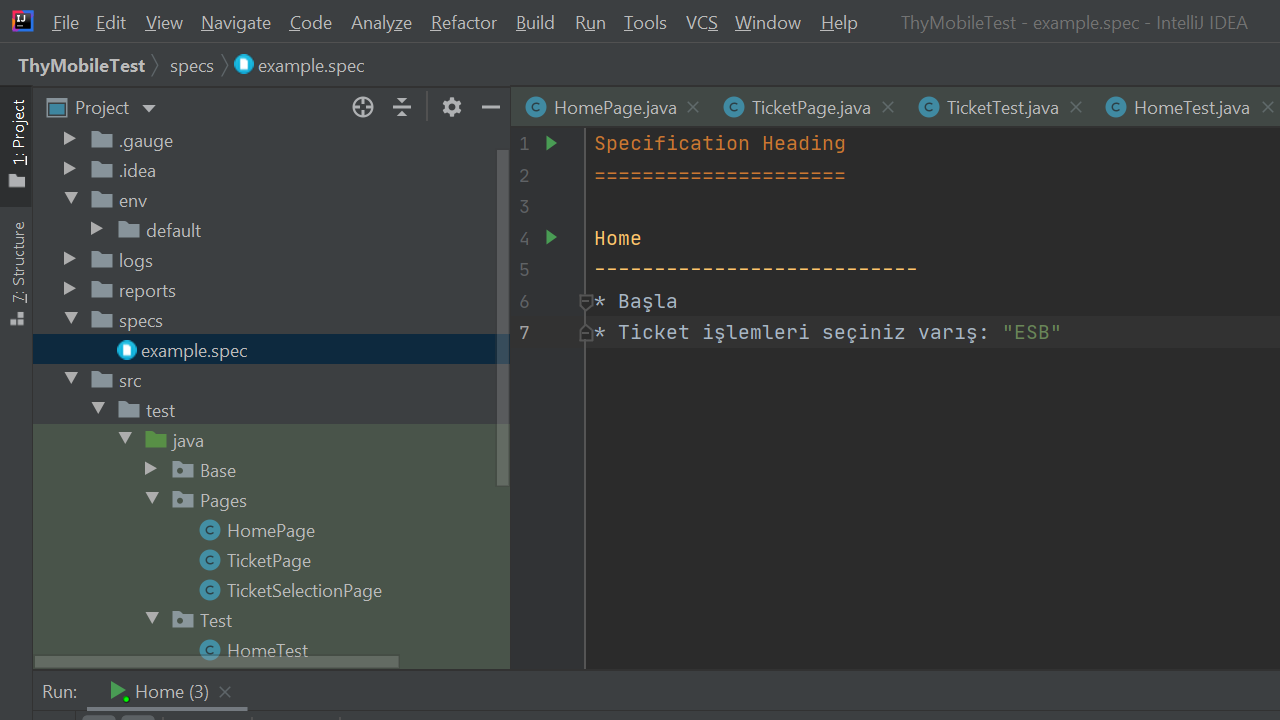 File Edit View Navigate Code Analyze Refactor Build Run Tools VCS Window Help ThyMobileTest - example.spec - IntelliJ IDEA
ThyMobileTest specs example.spec
1: Project
7: Structure
Project
.gauge
.idea
env
default
logs
reports
specs
example.spec
src
test
java
Base
Pages
HomePage
TicketPage
TicketSelectionPage
Test
HomeTest
HomePage.java TicketPage.java TicketTest.java HomeTest.java
1 Specification Heading
2 =====================
3
4 Home
5 ---------------------------
6 * Başla
7 * Ticket işlemleri seçiniz varış: "ESB"
Run: Home (3)